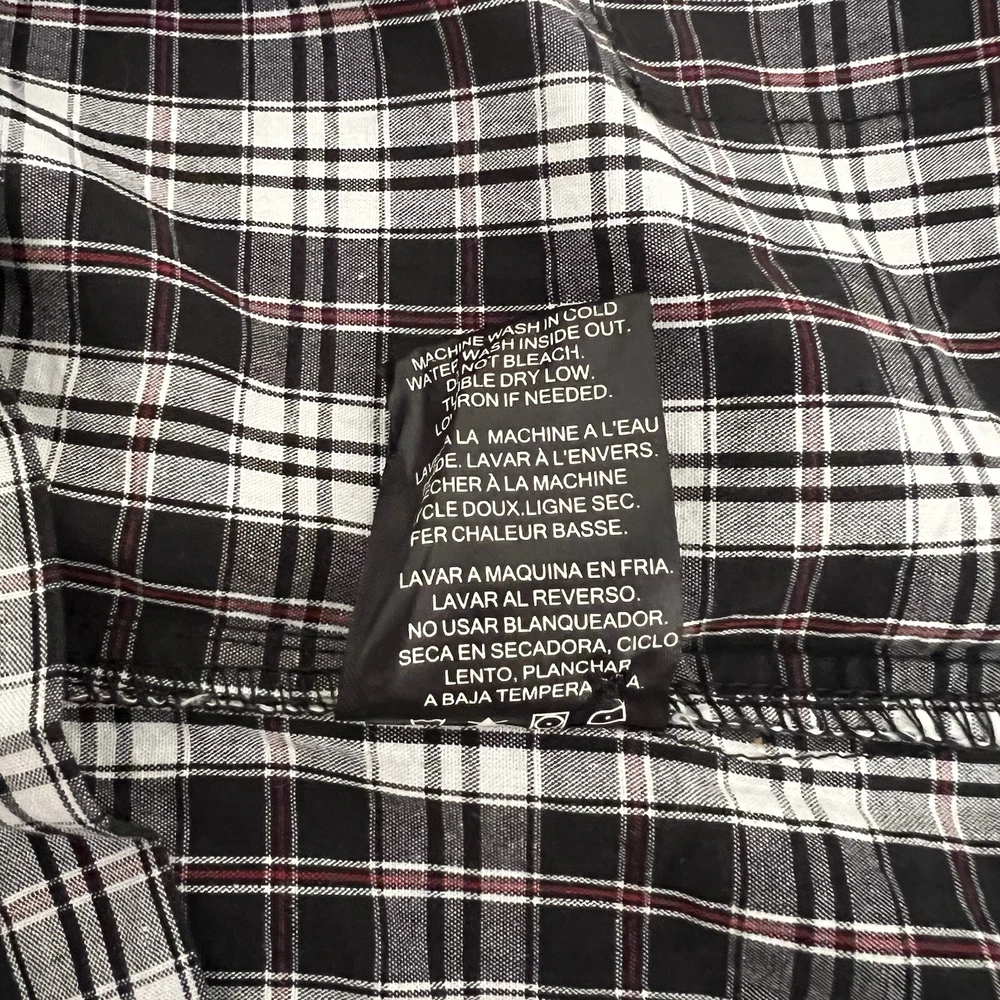 MACHINE WASH IN COLD
WASH INSIDE OUT.
NOT BLEACH.
DRY LOW.
IF NEEDED.
LA MACHINE A L'EAU
LAVAR À L'ENVERS.
À LA MACHINE
DOUX.LIGNE SEC.
FER CHALEUR BASSE.
LAVAR A MAQUINA EN FRIA.
LAVAR AL REVERSO.
NO USAR BLANQUEADOR.
SECA EN SECADORA, CICLO
LENTO, PLANCHAR
A BAJA